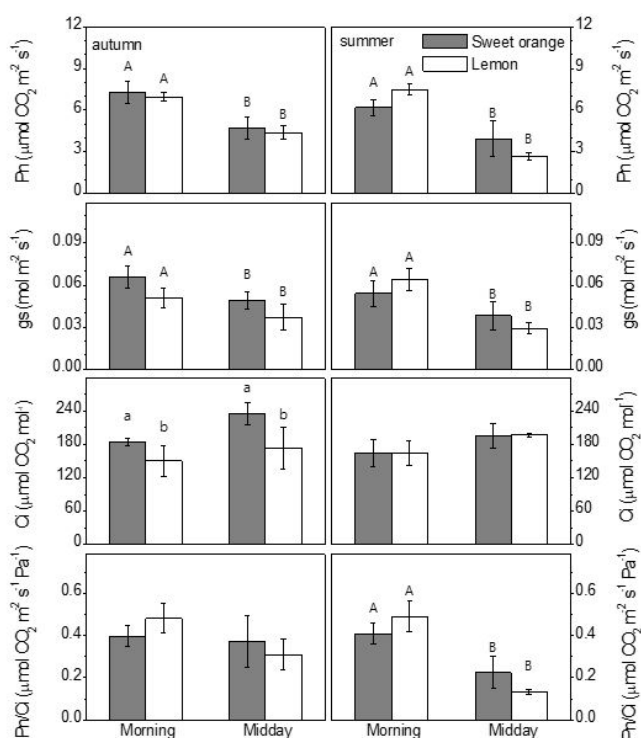 autumn
summer
Sweet orange
Lemon
Pn (μmol CO2 m-2 s-1)
12
9
6
3
0
A A B B
A A B B
12
9
6
3
0
Pn (μmol CO2 m-2 s-1)
gs (mol m-2 s-1)
0.09
0.06
0.03
0.00
A A B B
A A B B
0.09
0.06
0.03
0.00
gs (mol m-2 s-1)
Ci (μmol CO2 mol-1)
240
180
120
60
0
a b a b
240
180
120
60
0
Ci (μmol CO2 mol-1)
Pn/Ci (μmol CO2 m-2 s-1 Pa-1)
0.6
0.4
0.2
0.0
A A B B
0.6
0.4
0.2
0.0
Pn/Ci (μmol CO2 m-2 s-1 Pa-1)
Morning Midday Morning Midday